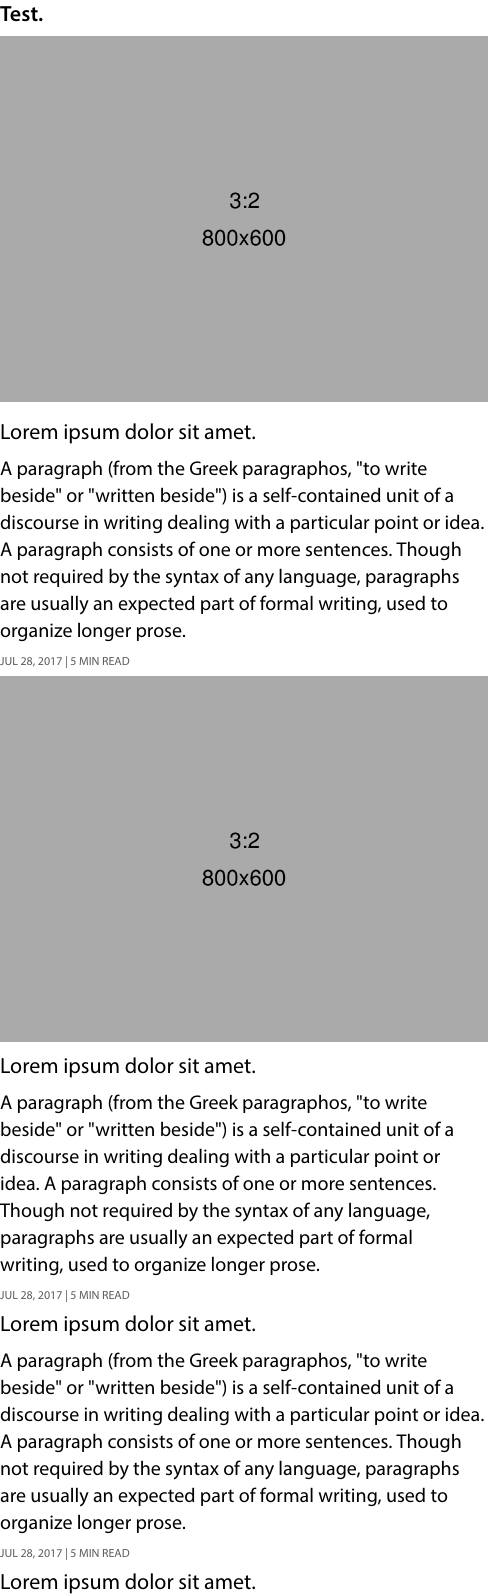 Test.
3:2
800x600
Lorem ipsum dolor sit amet.
A paragraph (from the Greek paragraphos, "to write
beside" or "written beside") is a self-contained unit of a
discourse in writing dealing with a particular point or idea.
A paragraph consists of one or more sentences. Though
not required by the syntax of any language, paragraphs
are usually an expected part of formal writing, used to
organize longer prose.
JUL 28, 2017 | 5 MIN READ
3:2
800x600
Lorem ipsum dolor sit amet.
A paragraph (from the Greek paragraphos, "to write
beside" or "written beside") is a self-contained unit of a
discourse in writing dealing with a particular point or
idea. A paragraph consists of one or more sentences.
Though not required by the syntax of any language,
paragraphs are usually an expected part of formal
writing, used to organize longer prose.
JUL 28, 2017 | 5 MIN READ
Lorem ipsum dolor sit amet.
A paragraph (from the Greek paragraphos, "to write
beside" or "written beside") is a self-contained unit of a
discourse in writing dealing with a particular point or idea.
A paragraph consists of one or more sentences. Though
not required by the syntax of any language, paragraphs
are usually an expected part of formal writing, used to
organize longer prose.
JUL 28, 2017 | 5 MIN READ
Lorem ipsum dolor sit amet.